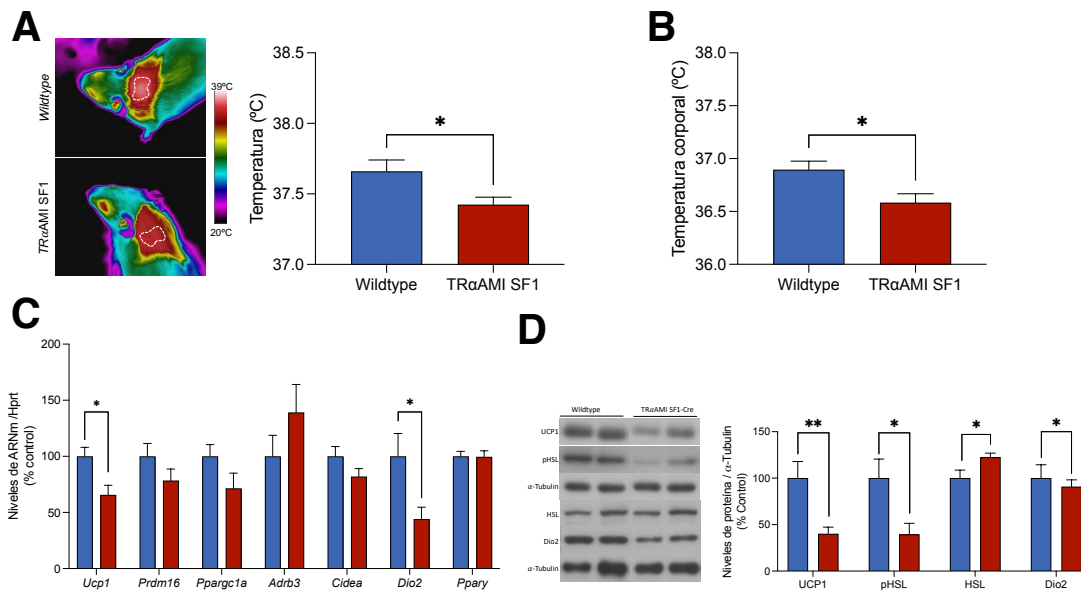 A
Wildtype
TRαAMI SF1
39ºC
20ºC
Temperatura (ºC)
38.5
38.0
37.5
37.0
*
Wildtype
TRαAMI SF1
B
Temperatura corporal (ºC)
38.0
37.5
37.0
36.5
36.0
*
Wildtype
TRαAMI SF1
C
Niveles de ARNm /Hprt
(% control)
200
150
100
50
0
*
*
Ucp1
Prdm16
Ppargc1a
Adrb3
Cidea
Dio2
Pparγ
D
Wildtype
TRαAMI SF1-Cre
UCP1
pHSL
α-Tubulin
HSL
Dio2
α-Tubulin
Niveles de proteína / α-Tubulin
(% Control)
150
100
50
0
**
*
*
*
UCP1
pHSL
HSL
Dio2